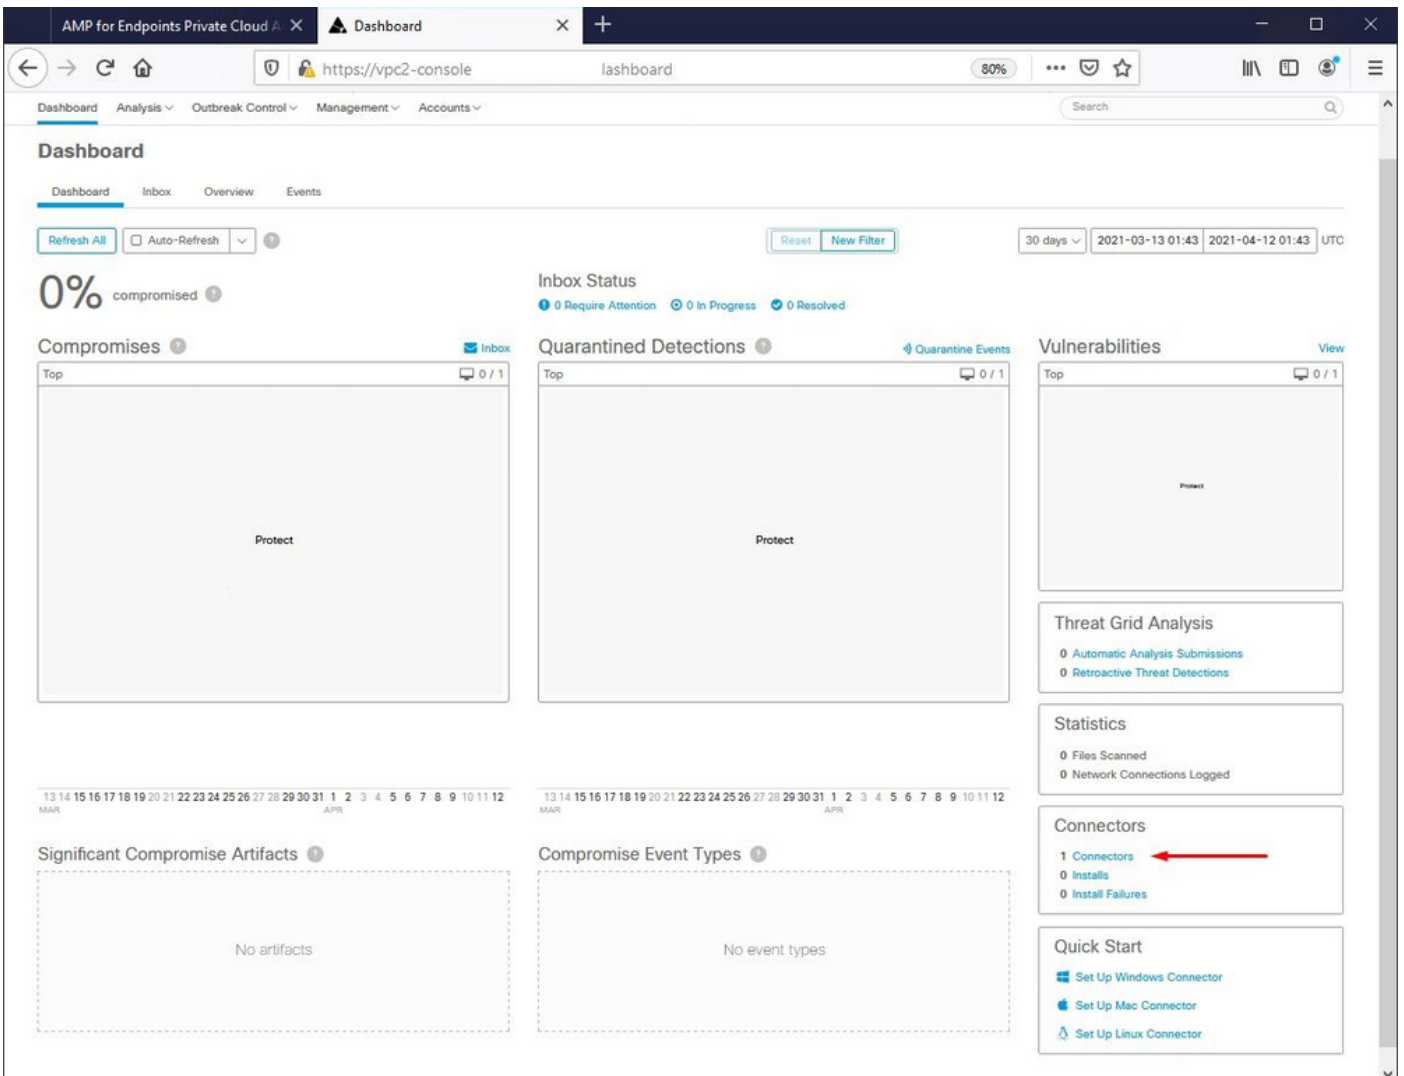 AMP for Endpoints Private Cloud A
Dashboard
https://vpc2-console lashboard 80%
Dashboard Analysis Outbreak Control Management Accounts Search
Dashboard
Dashboard Inbox Overview Events
Refresh All Auto-Refresh Reset New Filter 30 days 2021-03-13 01:43 2021-04-12 01:43 UTC
0% compromised
Inbox Status
0 Require Attention 0 In Progress 0 Resolved
Compromises Inbox
Top 0 / 1
Protect
13 14 15 16 17 18 19 20 21 22 23 24 25 26 27 28 29 30 31 1 2 3 4 5 6 7 8 9 10 11 12
MAR APR
Quarantined Detections Quarantine Events
Top 0 / 1
Protect
13 14 15 16 17 18 19 20 21 22 23 24 25 26 27 28 29 30 31 1 2 3 4 5 6 7 8 9 10 11 12
MAR APR
Vulnerabilities View
Top 0 / 1
Protect
Threat Grid Analysis
0 Automatic Analysis Submissions
0 Retroactive Threat Detections
Statistics
0 Files Scanned
0 Network Connections Logged
Connectors
1 Connectors
0 Installs
0 Install Failures
Significant Compromise Artifacts
No artifacts
Compromise Event Types
No event types
Quick Start
Set Up Windows Connector
Set Up Mac Connector
Set Up Linux Connector